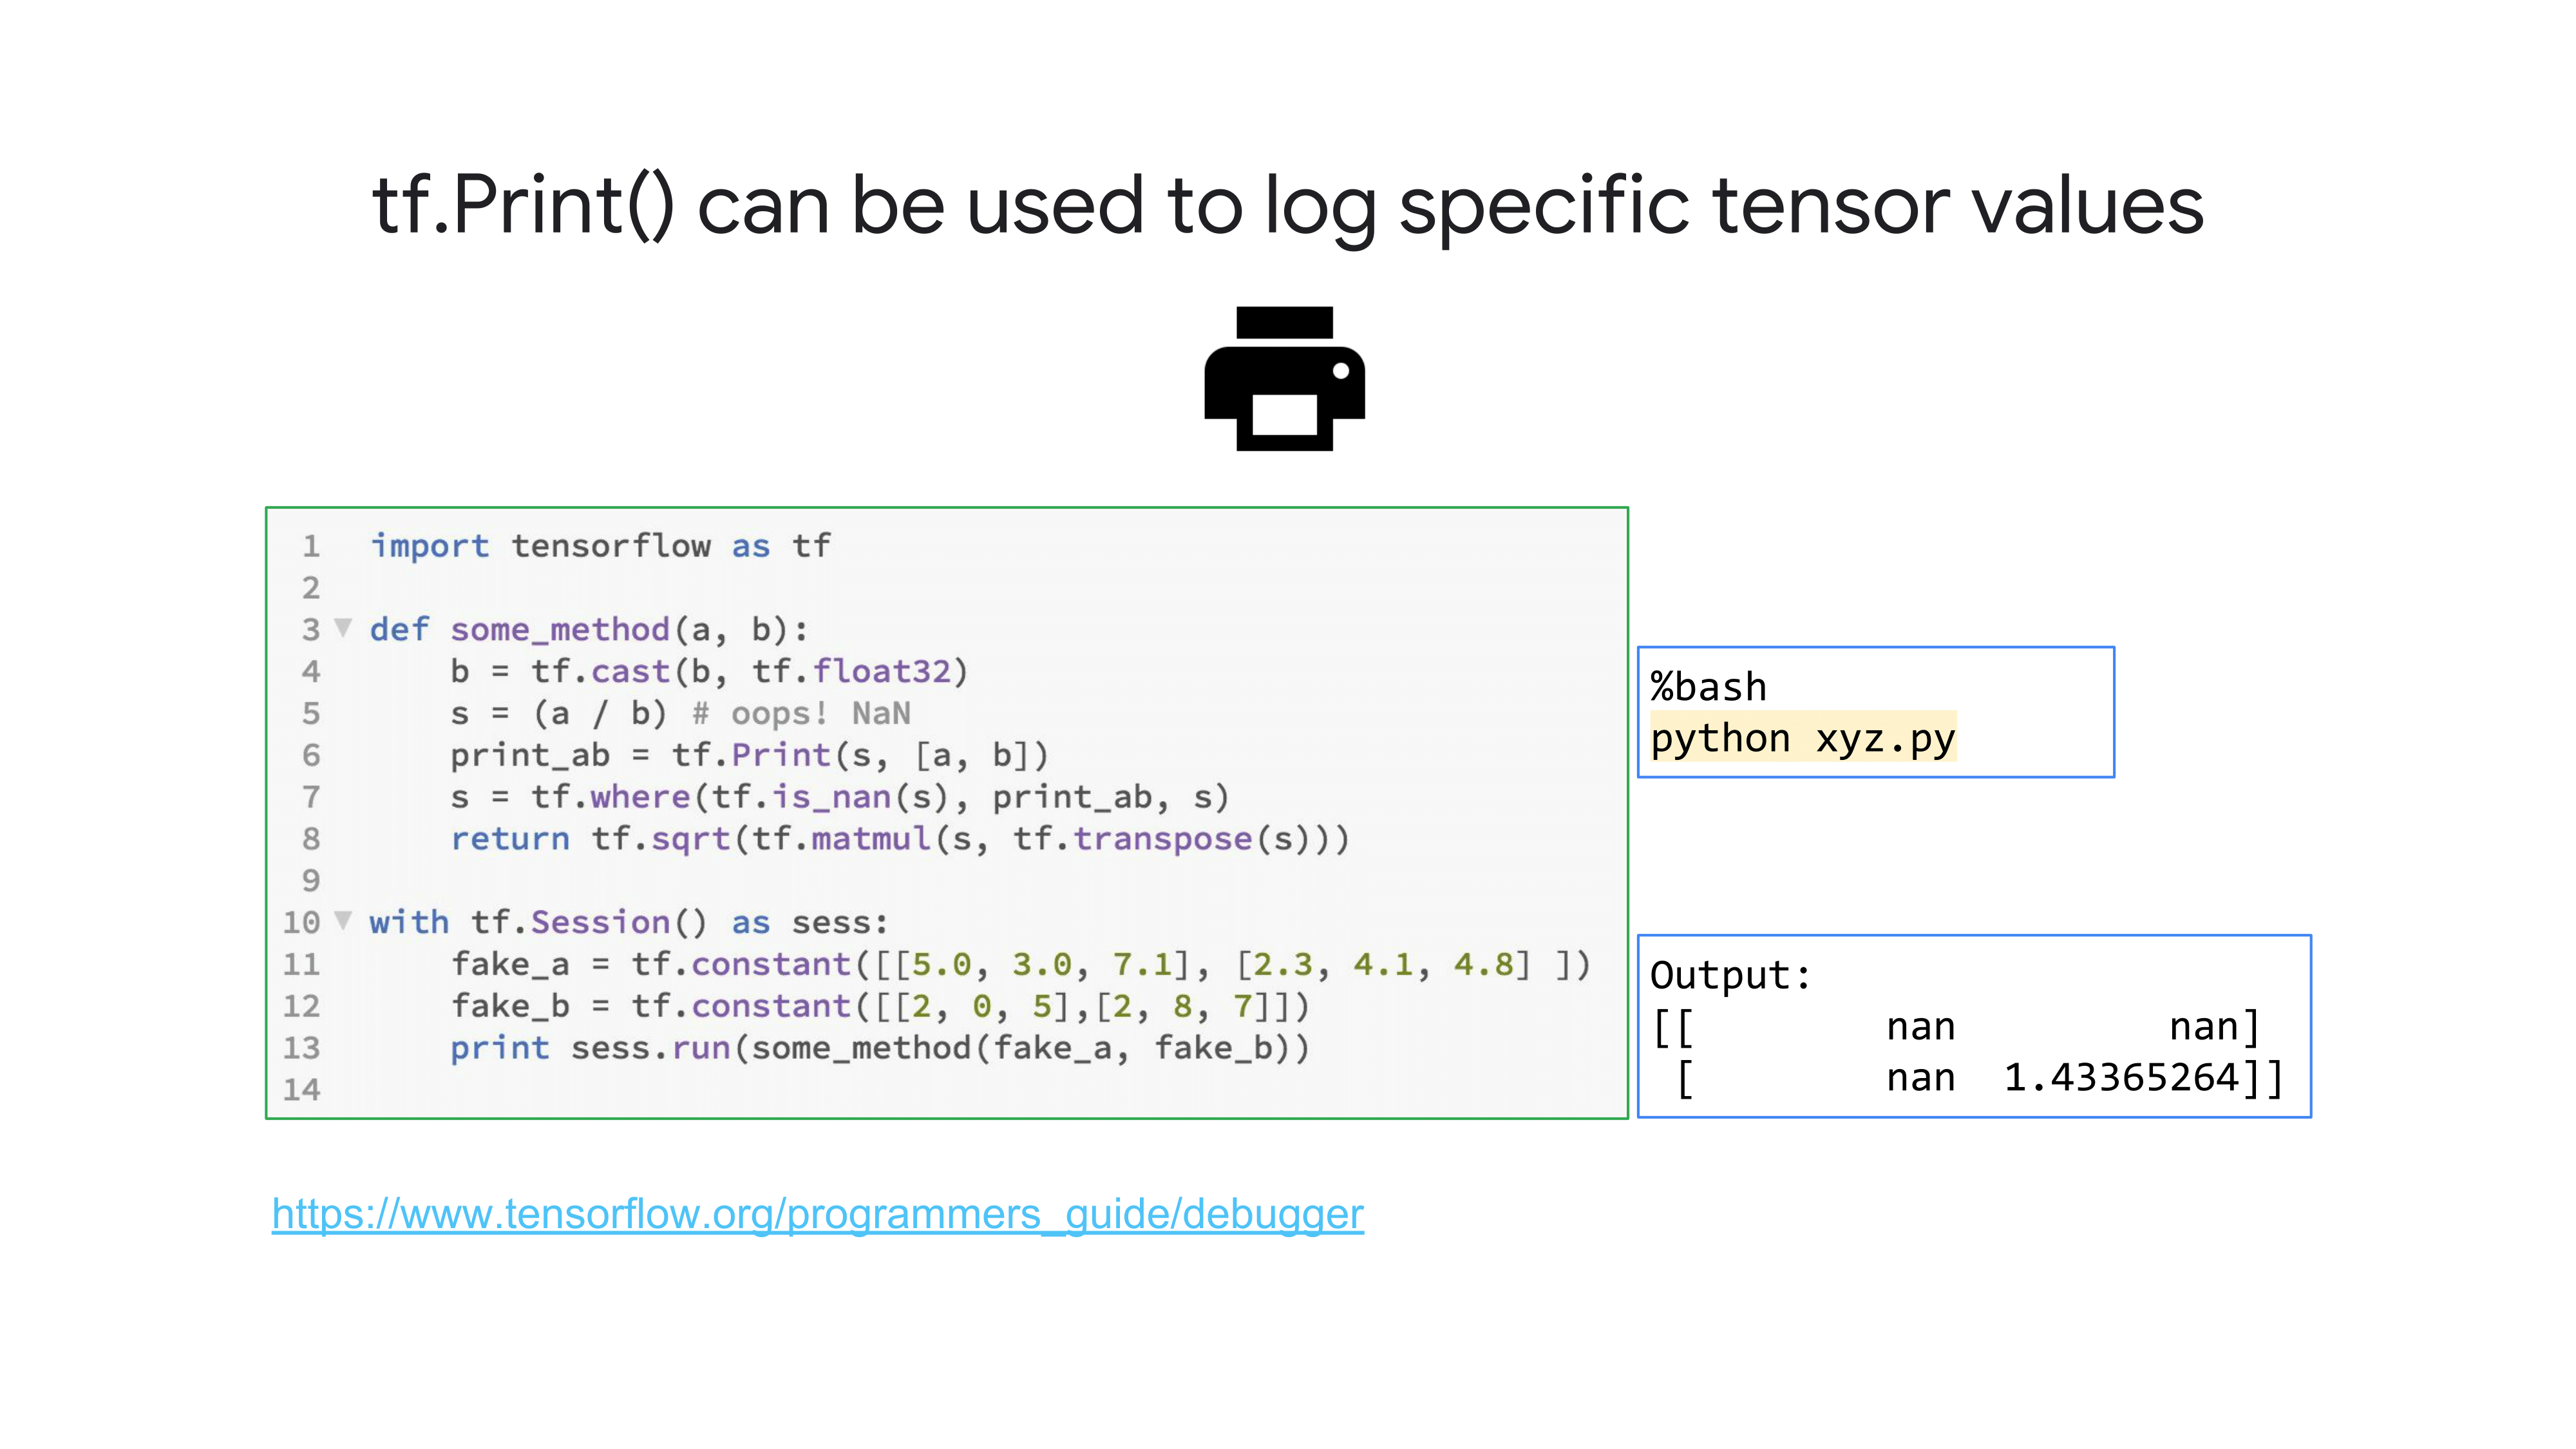 tf.Print() can be used to log specific tensor values
1 import tensorflow as tf
2
3 def some_method(a, b):
4     b = tf.cast(b, tf.float32)
5     s = (a / b) # oops! NaN
6     print_ab = tf.Print(s, [a, b])
7     s = tf.where(tf.is_nan(s), print_ab, s)
8     return tf.sqrt(tf.matmul(s, tf.transpose(s)))
9
10 with tf.Session() as sess:
11     fake_a = tf.constant([[5.0, 3.0, 7.1], [2.3, 4.1, 4.8] ])
12     fake_b = tf.constant([[2, 0, 5],[2, 8, 7]])
13     print sess.run(some_method(fake_a, fake_b))
14
%bash
python xyz.py
Output:
[[        nan         nan]
 [        nan  1.43365264]]
https://www.tensorflow.org/programmers_guide/debugger